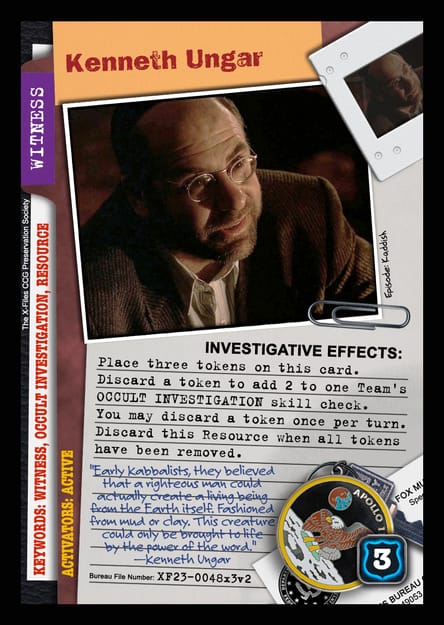 Kenneth Ungar
WITNESS
The X-Files CCG Preservation Society
KEYWORDS: WITNESS, OCCULT INVESTIGATION, RESOURCE
ACTIVATORS: ACTIVE
Episode: Kaddish
INVESTIGATIVE EFFECTS:
Place three tokens on this card.
Discard a token to add 2 to one Team's
OCCULT INVESTIGATION skill check.
You may discard a token once per turn.
Discard this Resource when all tokens
have been removed.
"Early Kabbalists, they believed
that a righteous man could
actually create a living being
from the Earth itself. Fashioned
from mud or clay. This creature
could only be brought to life
by the power of the word."
—Kenneth Ungar
Bureau File Number: XF23-0048x3v2
APOLLO
FOX MU
Spe
3
BUREAU
49053